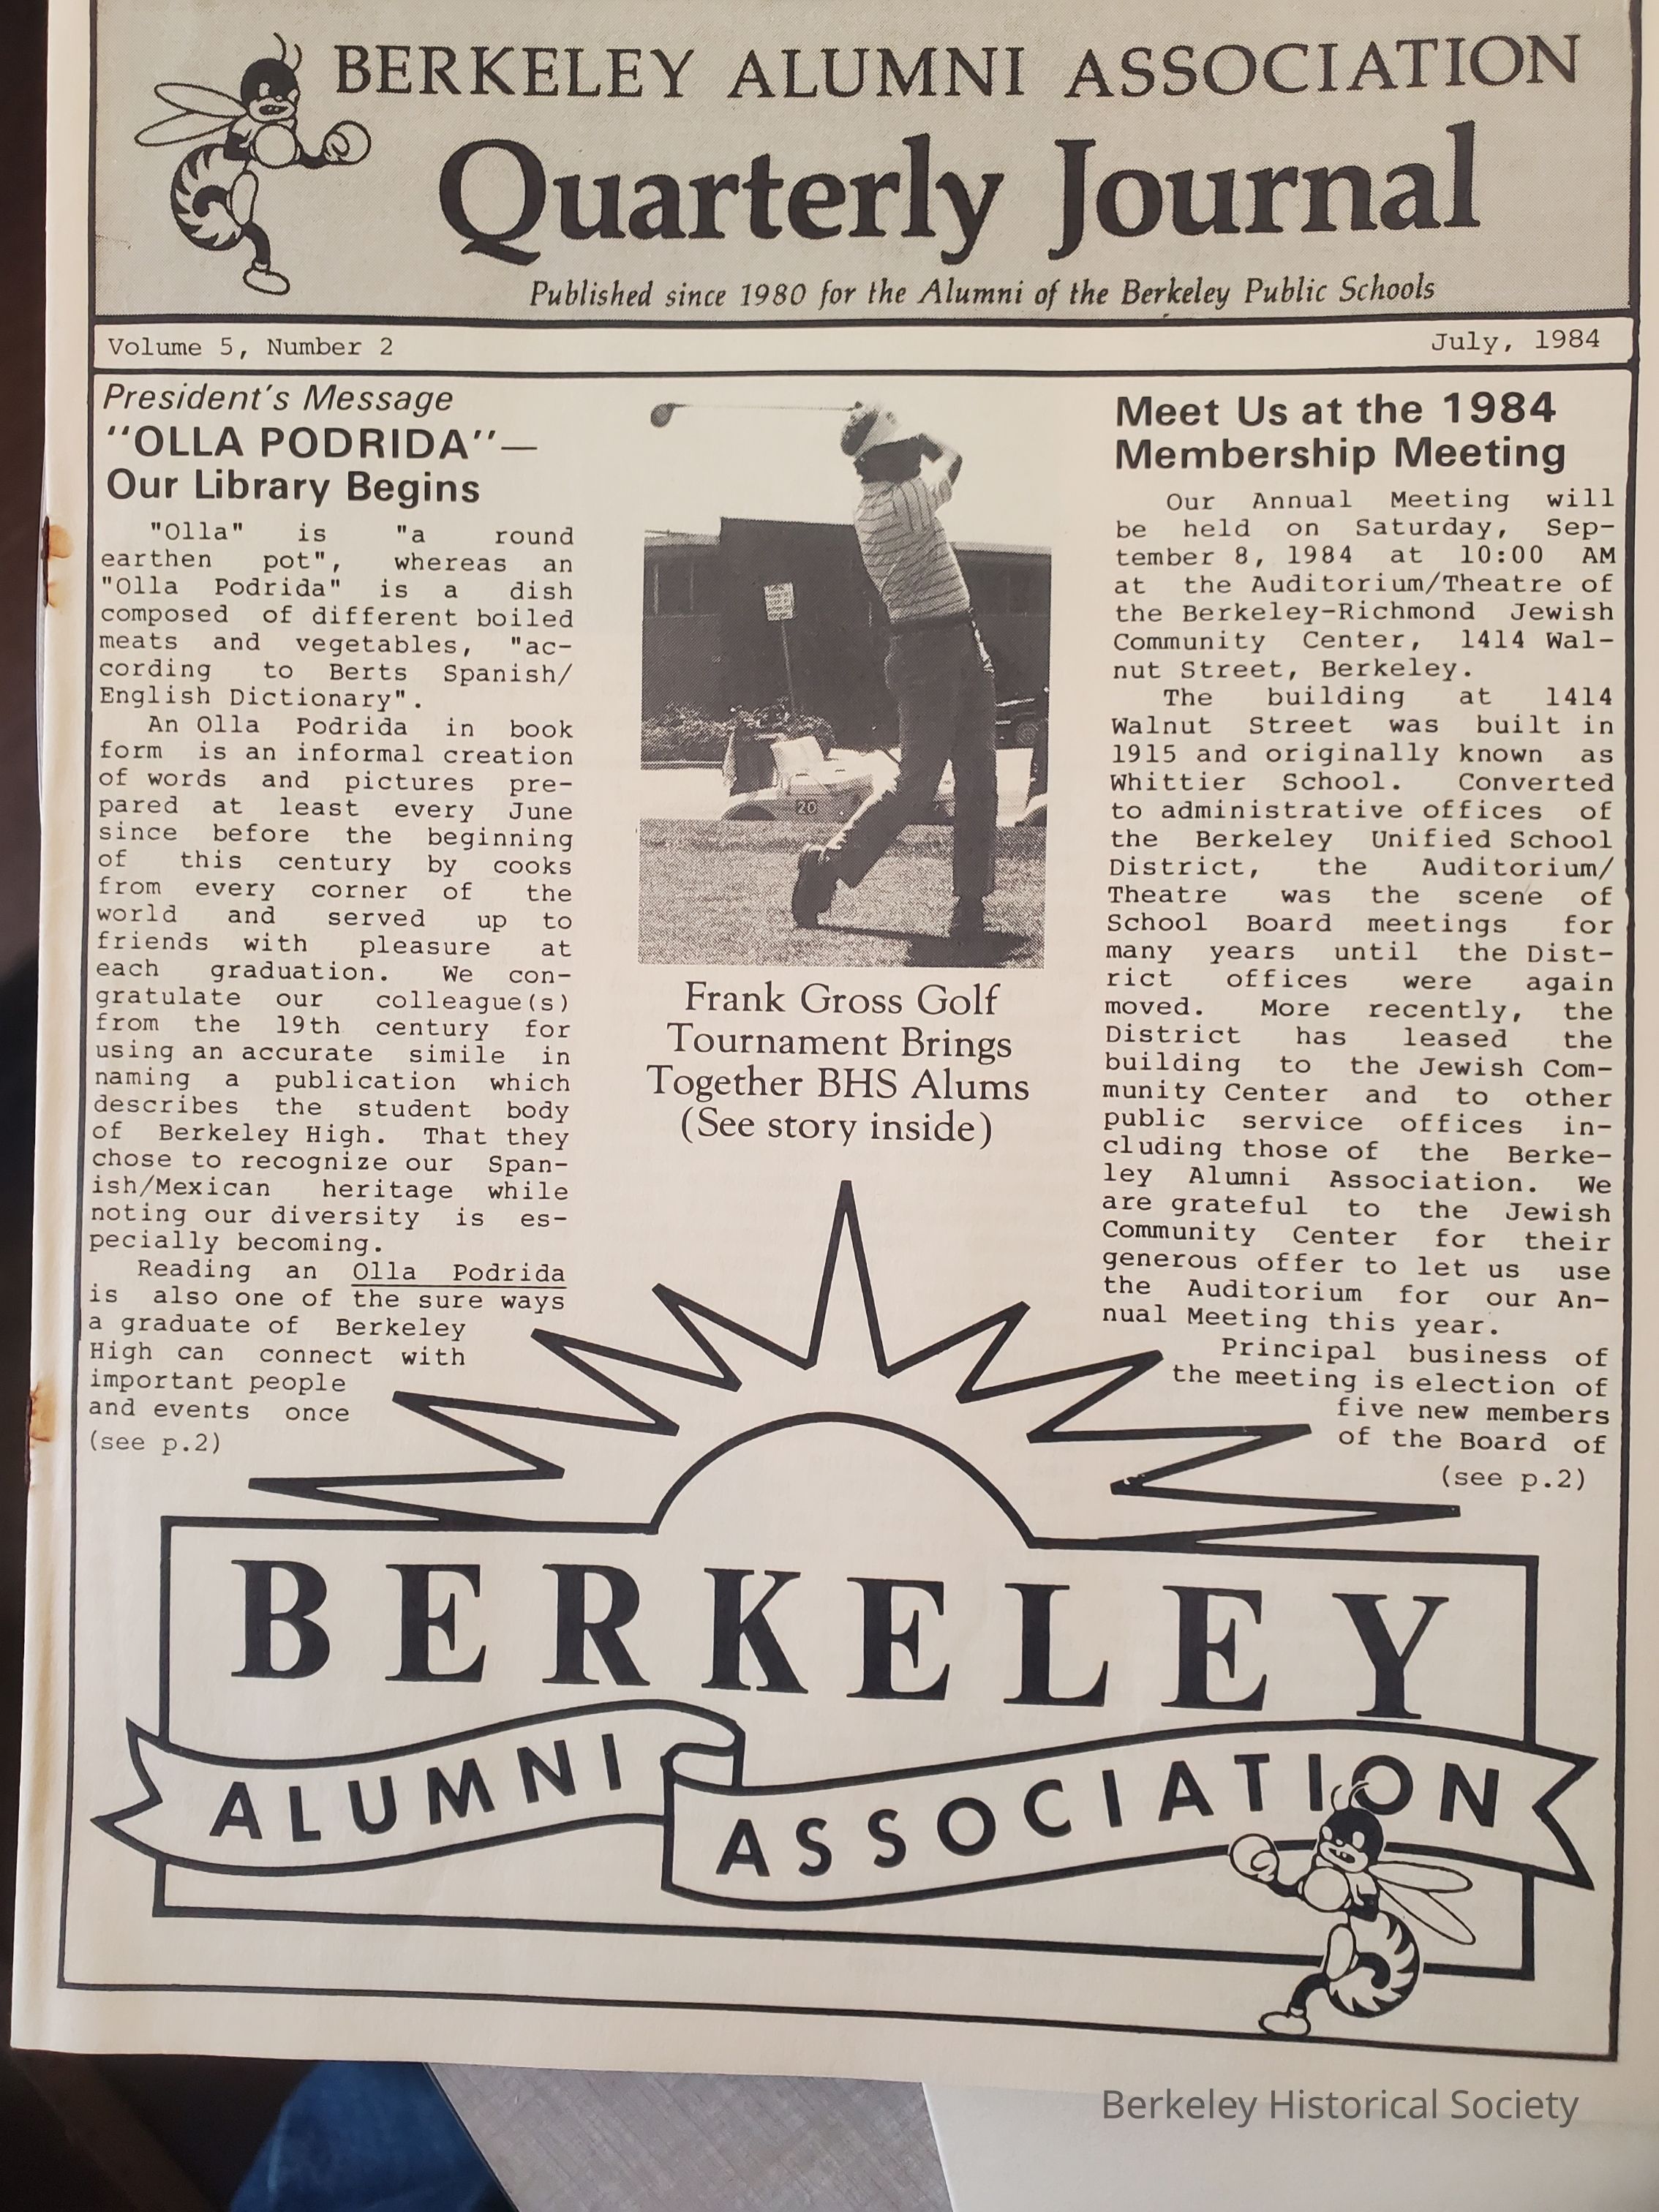 BERKELEY ALUMNI ASSOCIATION
Quarterly Journal
Published since 1980 for the Alumni of the Berkeley Public Schools
Volume 5, Number 2
July, 1984
President's Message
"OLLA PODRIDA"—
Our Library Begins
"Olla" is "a round
earthen pot", whereas an
"Olla Podrida" is a dish
composed of different boiled
meats and vegetables, "ac-
cording to Berts Spanish/
English Dictionary".
An Olla Podrida in book
form is an informal creation
of words and pictures pre-
pared at least every June
since before the beginning
of this century by cooks
from every corner of the
world and served up to
friends with pleasure at
each graduation. We con-
gratulate our colleague(s)
from the 19th century for
using an accurate simile in
naming a publication which
describes the student body
of Berkeley High. That they
chose to recognize our Span-
ish/Mexican heritage while
noting our diversity is es-
pecially becoming.
Reading an Olla Podrida
is also one of the sure ways
a graduate of Berkeley
High can connect with
important people
and events once
(see p.2)
20
Frank Gross Golf
Tournament Brings
Together BHS Alums
(See story inside)
Meet Us at the 1984
Membership Meeting
Our Annual Meeting will
be held on Saturday, Sep-
tember 8, 1984 at 10:00 AM
at the Auditorium/Theatre of
the Berkeley-Richmond Jewish
Community Center, 1414 Wal-
nut Street, Berkeley.
The building at 1414
Walnut Street was built in
1915 and originally known as
Whittier School. Converted
to administrative offices of
the Berkeley Unified School
District, the Auditorium/
Theatre was the scene of
School Board meetings for
many years until the Dist-
rict offices were again
moved. More recently, the
District has leased the
building to the Jewish Com-
munity Center and to other
public service offices in-
cluding those of the Berke-
ley Alumni Association. We
are grateful to the Jewish
Community Center for their
generous offer to let us use
the Auditorium for our An-
nual Meeting this year.
Principal business of
the meeting is election of
five new members
of the Board of
(see p.2)
BERKELEY
ALUMNI
ASSOCIATION
Berkeley Historical Society